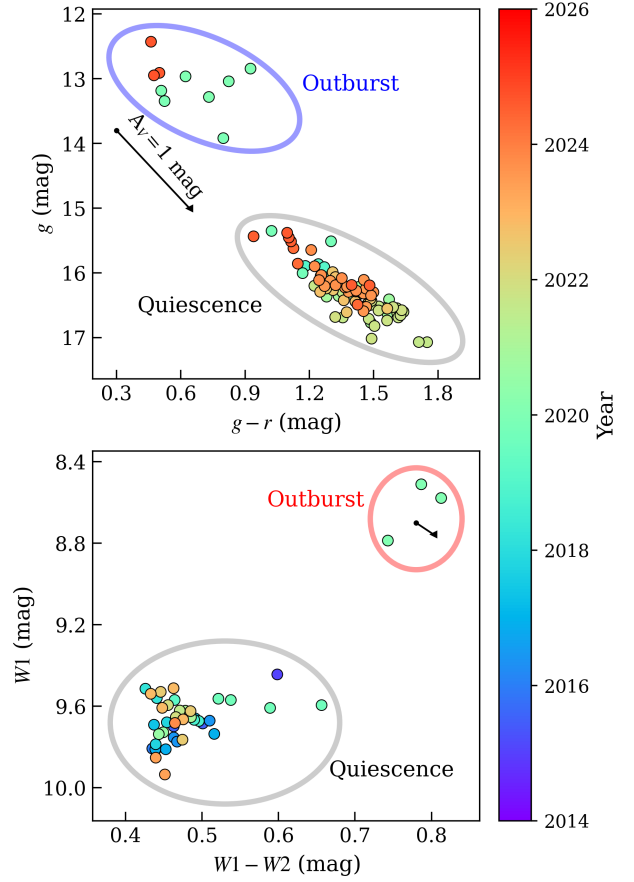 12
13
14
15
16
17
g (mag)
Outburst
A_V = 1 mag
Quiescence
0.3 0.6 0.9 1.2 1.5 1.8
g − r (mag)
8.4
8.8
9.2
9.6
10.0
W1 (mag)
Outburst
Quiescence
0.4 0.5 0.6 0.7 0.8
W1 − W2 (mag)
2026
2024
2022
2020
2018
2016
2014
Year